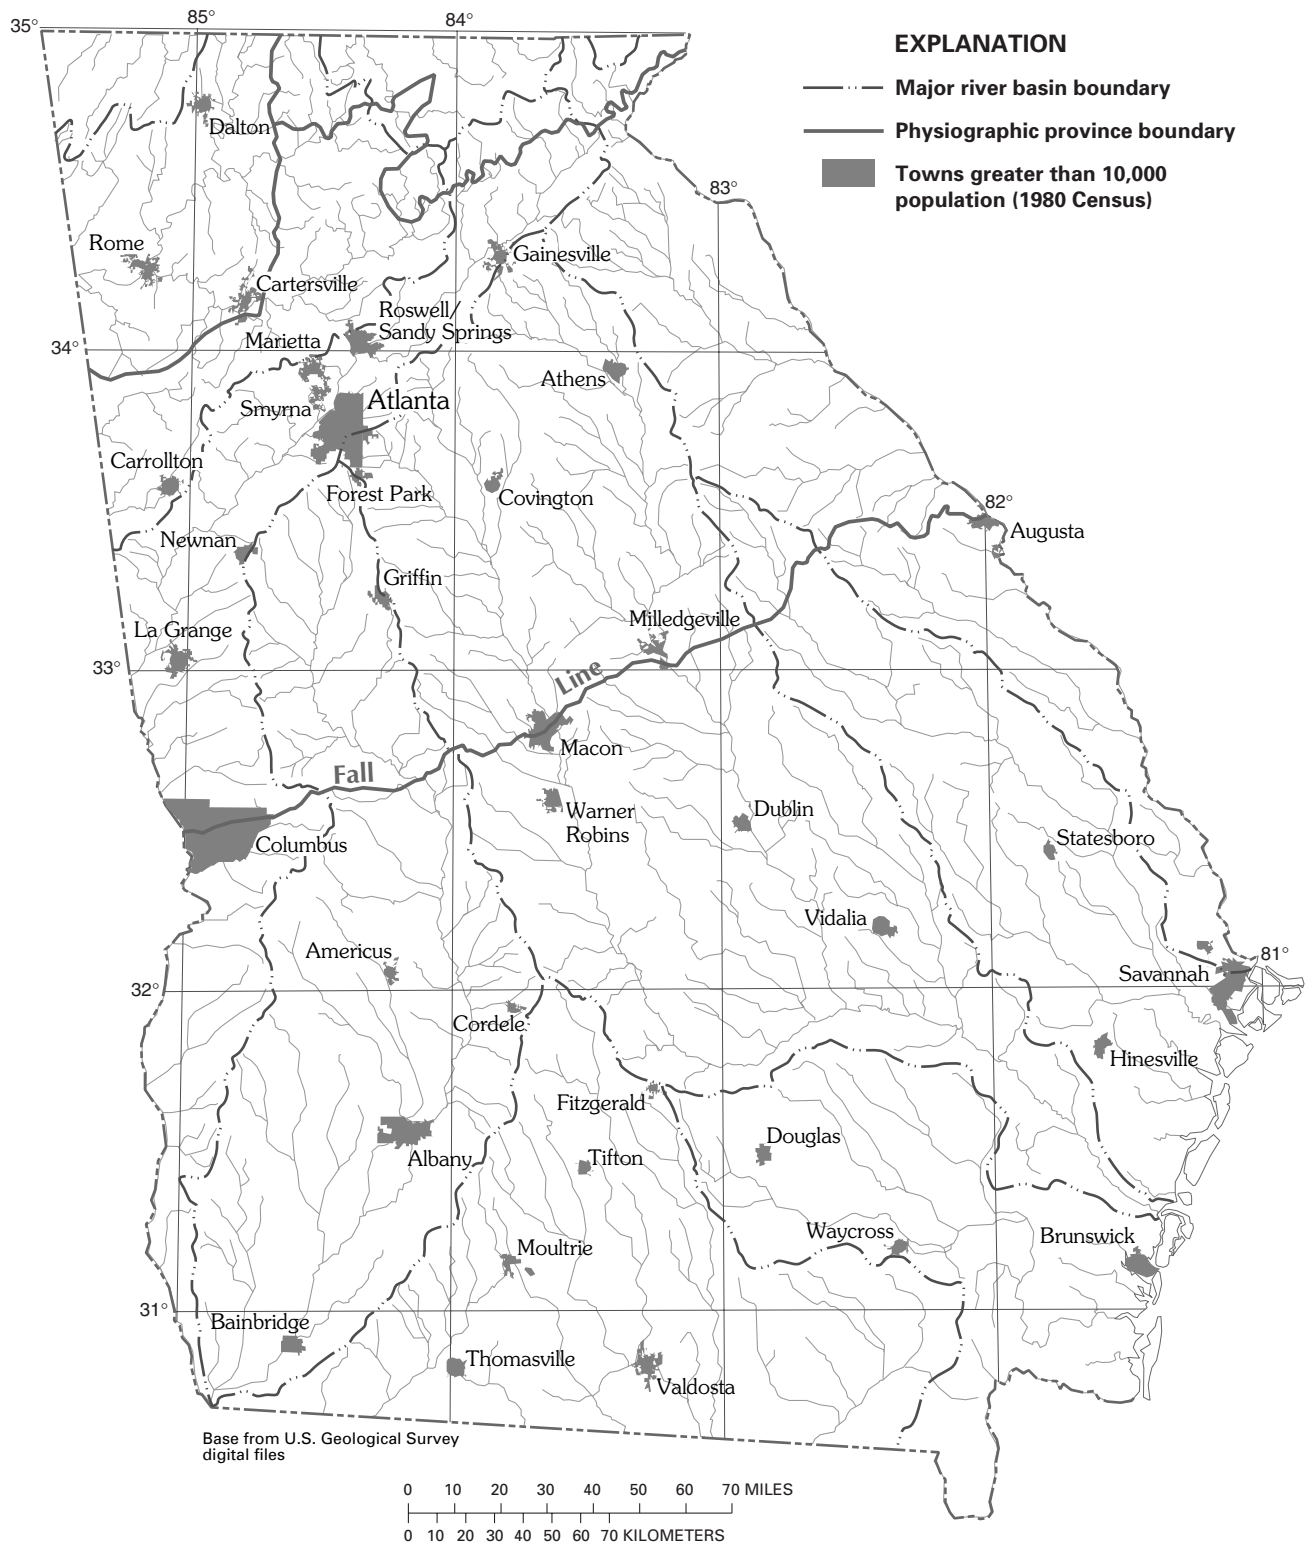 35°
85°
84°
EXPLANATION
Major river basin boundary
Physiographic province boundary
Towns greater than 10,000
population (1980 Census)
Dalton
83°
Rome
Gainesville
Cartersville
Roswell/
Sandy Springs
Marietta
34°
Athens
Smyrna
Atlanta
Carrollton
Forest Park
Covington
82°
Augusta
Newnan
Griffin
Milledgeville
La Grange
33°
Line
Macon
Fall
Warner
Robins
Dublin
Columbus
Statesboro
Vidalia
Americus
81°
Savannah
32°
Cordele
Hinesville
Fitzgerald
Douglas
Albany
Tifton
Waycross
Brunswick
Moultrie
31°
Bainbridge
Thomasville
Valdosta
Base from U.S. Geological Survey
digital files
0 10 20 30 40 50 60 70 MILES
0 10 20 30 40 50 60 70 KILOMETERS